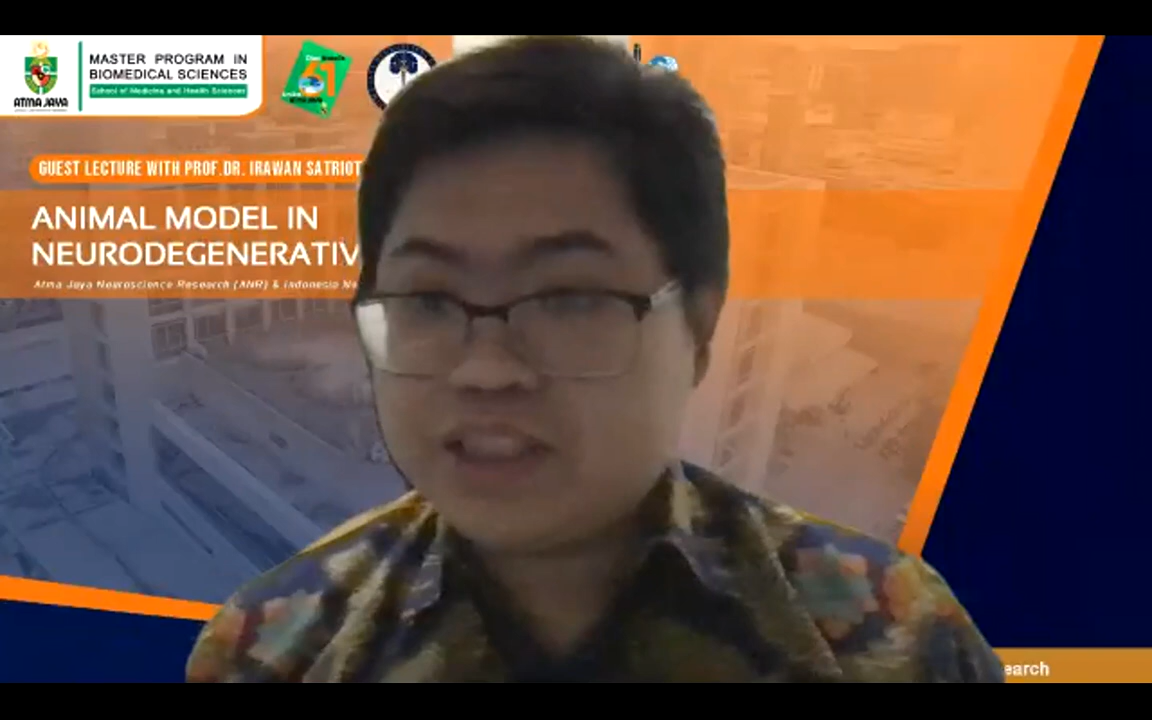 ATMA JAYA
MASTER PROGRAM IN
BIOMEDICAL SCIENCES
School of Medicine and Health Sciences
61
GUEST LECTURE WITH PROF.DR. IRAWAN SATRIOT
ANIMAL MODEL IN
NEURODEGENERATIV
Atma Jaya Neuroscience Research (ANR) & Indonesia Ne
earch